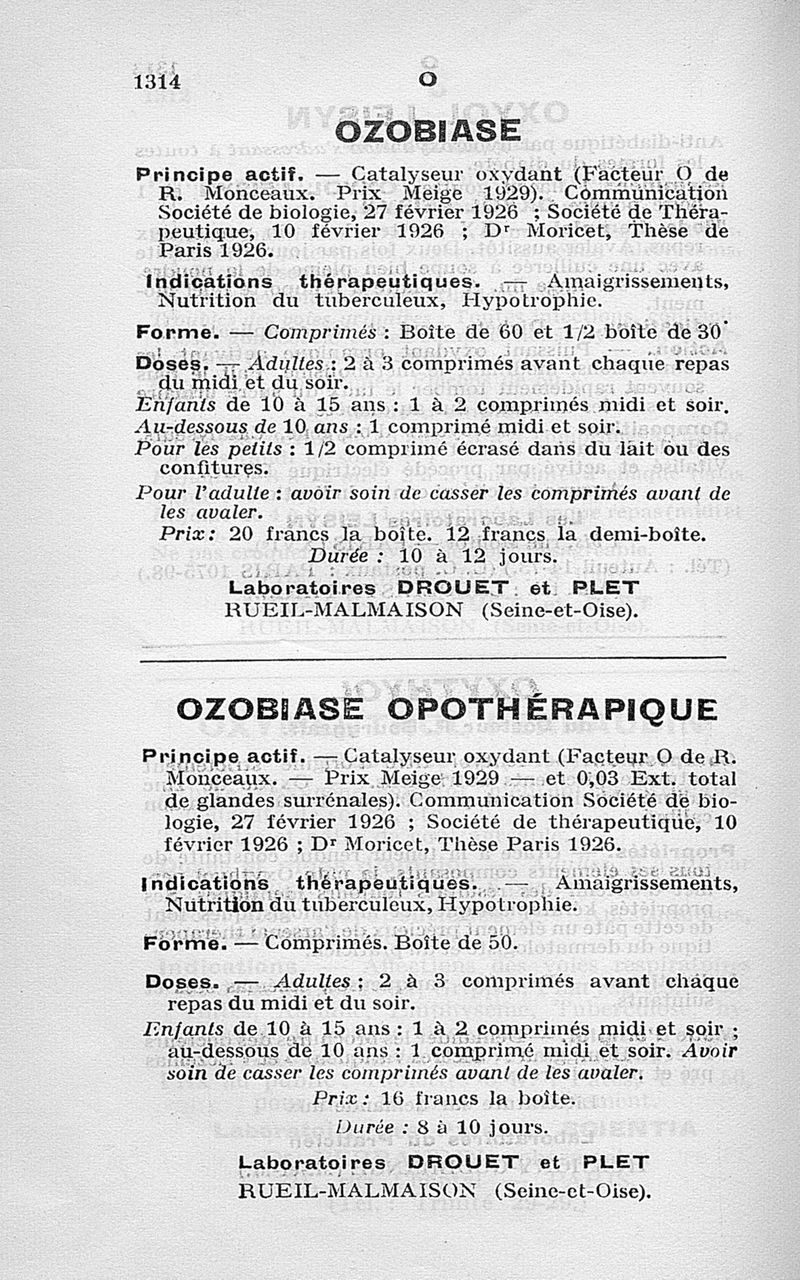 1314
O
OZOBIASE
Principe actif. — Catalyseur oxydant (Facteur O de
R. Monceaux. Prix Meige 1929). Communication
Société de biologie, 27 février 1926 ; Société de Théra-
peutique, 10 février 1926 ; Dʳ Moricet, Thèse de
Paris 1926.
Indications thérapeutiques. — Amaigrissements,
Nutrition du tuberculeux, Hypotrophie.
Forme. — Comprimés : Boîte de 60 et 1/2 boîte de 30
Doses. — Adultes : 2 à 3 comprimés avant chaque repas
du midi et du soir.
Enfants de 10 à 15 ans : 1 à 2 comprimés midi et soir.
Au-dessous de 10 ans : 1 comprimé midi et soir.
Pour les petits : 1/2 comprimé écrasé dans du lait ou des
confitures.
Pour l'adulte : avoir soin de casser les comprimés avant de
les avaler.
Prix: 20 francs la boîte. 12 francs la demi-boîte.
Durée : 10 à 12 jours.
Laboratoires DROUET et PLET
RUEIL-MALMAISON (Seine-et-Oise).
OZOBIASE OPOTHÉRAPIQUE
Principe actif. — Catalyseur oxydant (Facteur O de R.
Monceaux. — Prix Meige 1929 — et 0,03 Ext. total
de glandes surrénales). Communication Société de bio-
logie, 27 février 1926 ; Société de thérapeutique, 10
février 1926 ; Dʳ Moricet, Thèse Paris 1926.
Indications thérapeutiques. — Amaigrissements,
Nutrition du tuberculeux, Hypotrophie.
Forme. — Comprimés. Boîte de 50.
Doses. — Adultes : 2 à 3 comprimés avant chaque
repas du midi et du soir.
Enfants de 10 à 15 ans : 1 à 2 comprimés midi et soir ;
au-dessous de 10 ans : 1 comprimé midi et soir. Avoir
soin de casser les comprimés avant de les avaler.
Prix : 16 francs la boîte.
Durée : 8 à 10 jours.
Laboratoires DROUET et PLET
RUEIL-MALMAISON (Seine-et-Oise).